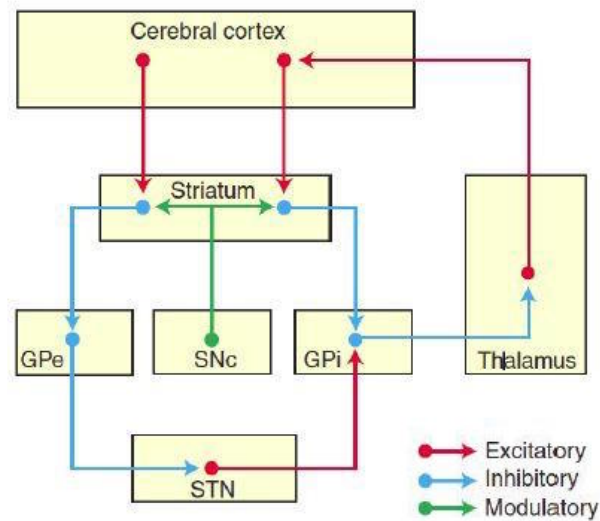 Cerebral cortex
Striatum
GPe
SNc
GPi
Thalamus
STN
Excitatory
Inhibitory
Modulatory